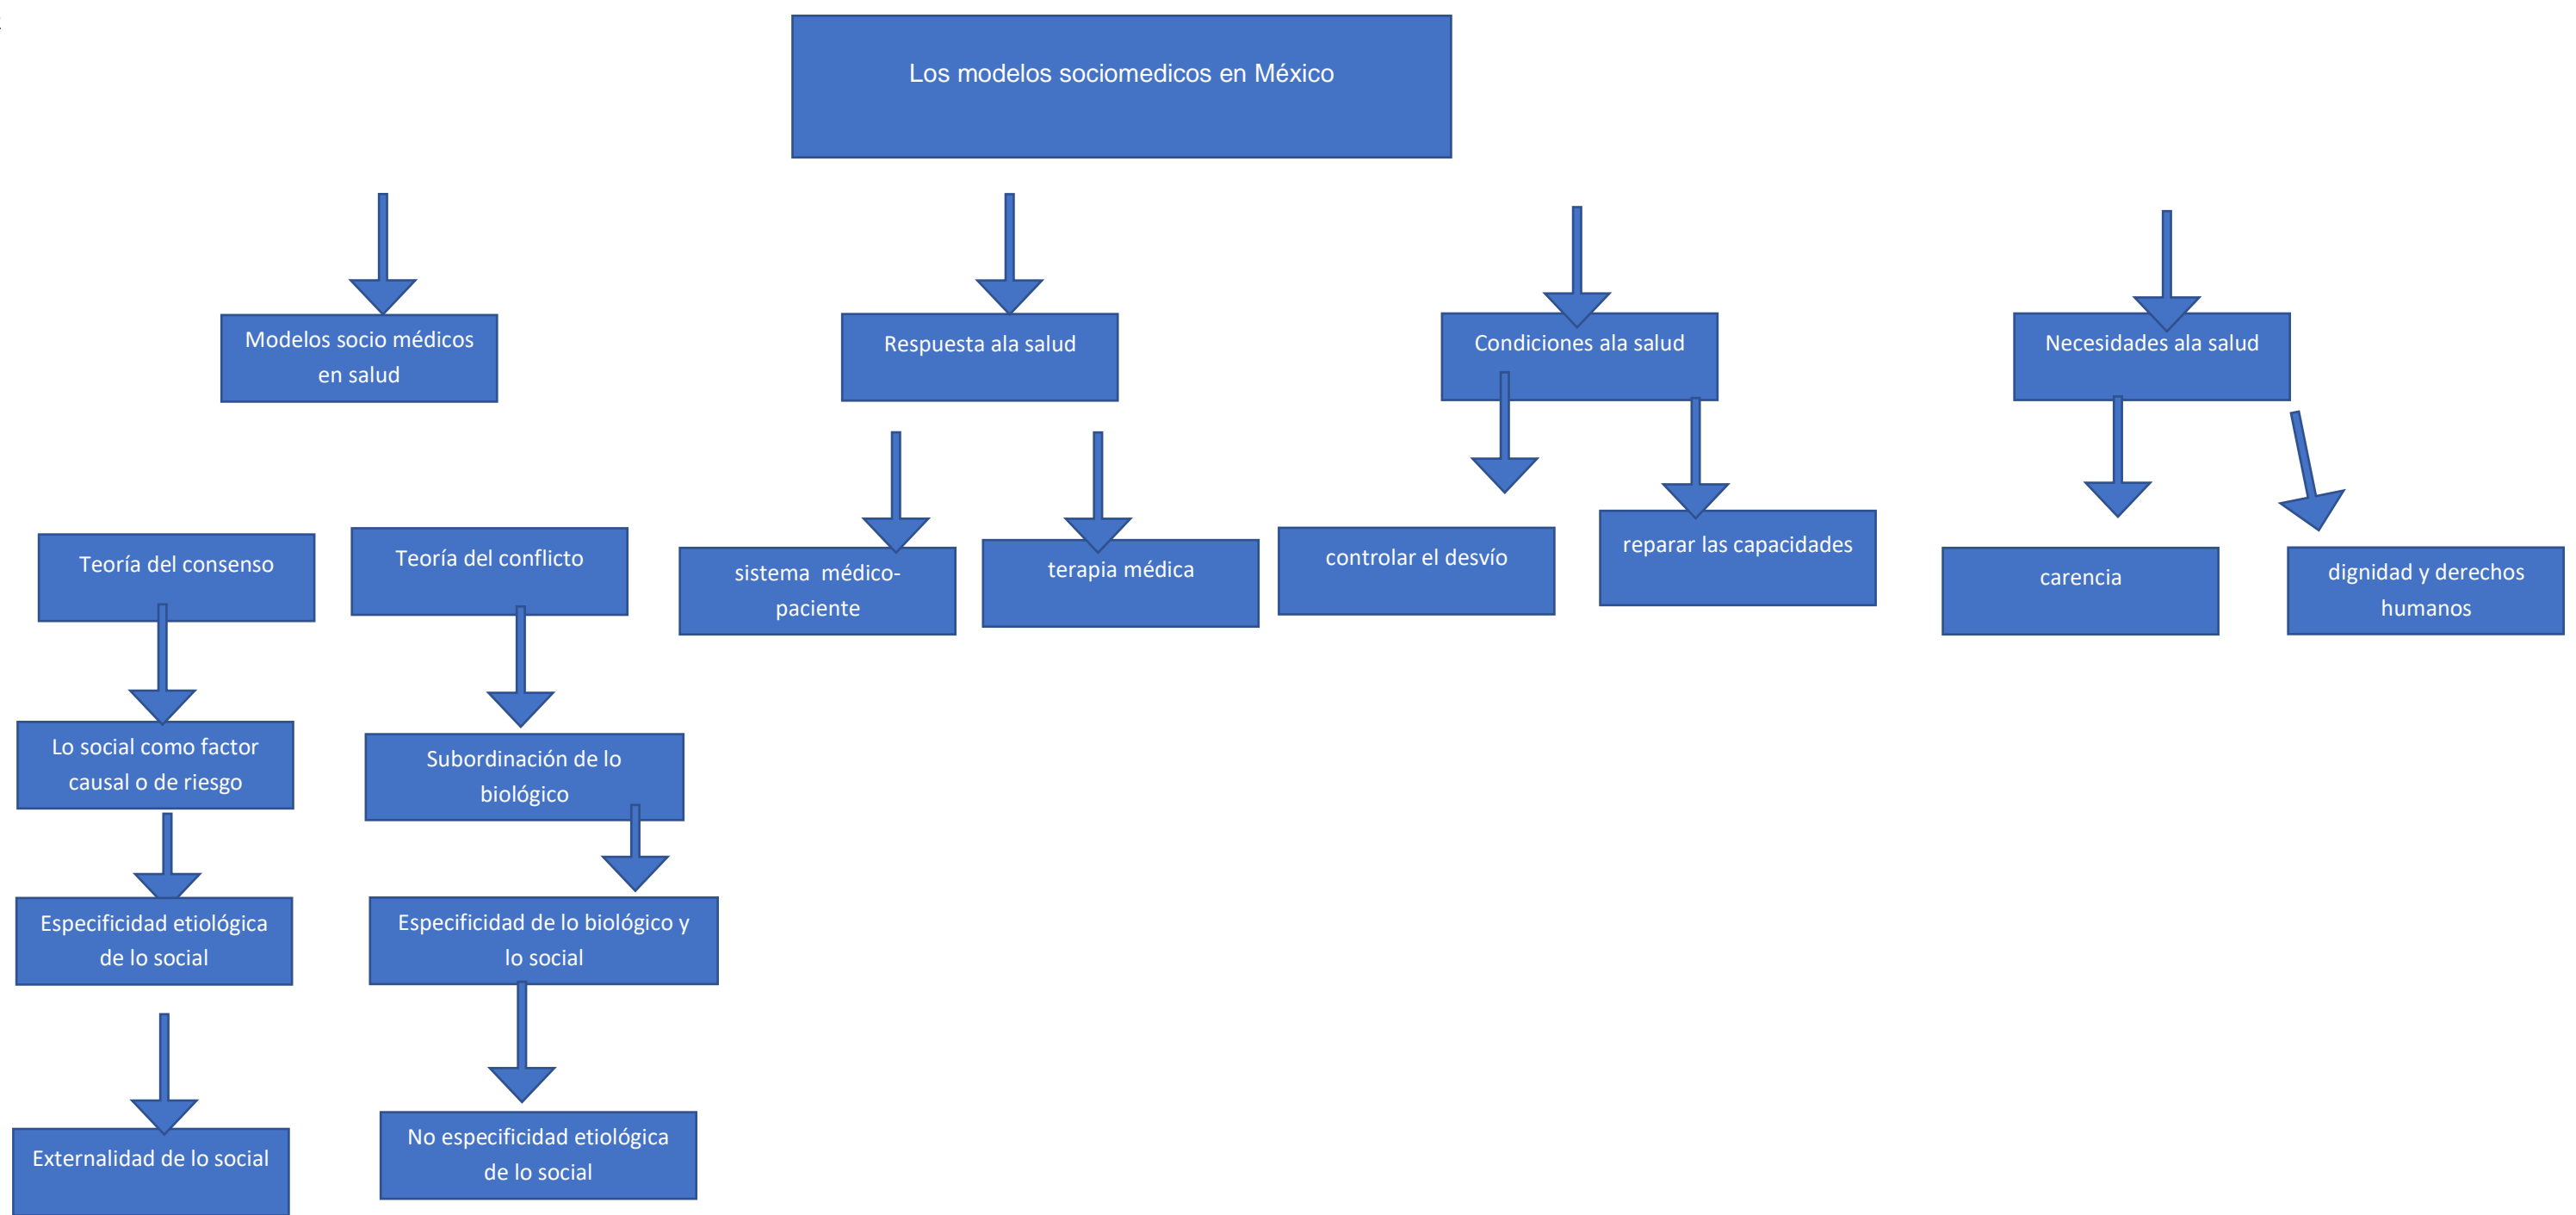 Los modelos sociomedicos en México
Modelos socio médicos
en salud
Respuesta ala salud
Condiciones ala salud
Necesidades ala salud
Teoría del consenso
Teoría del conflicto
sistema médico-
paciente
terapia médica
controlar el desvío
reparar las capacidades
carencia
dignidad y derechos
humanos
Lo social como factor
causal o de riesgo
Subordinación de lo
biológico
Especificidad etiológica
de lo social
Especificidad de lo biológico y
lo social
Externalidad de lo social
No especificidad etiológica
de lo social